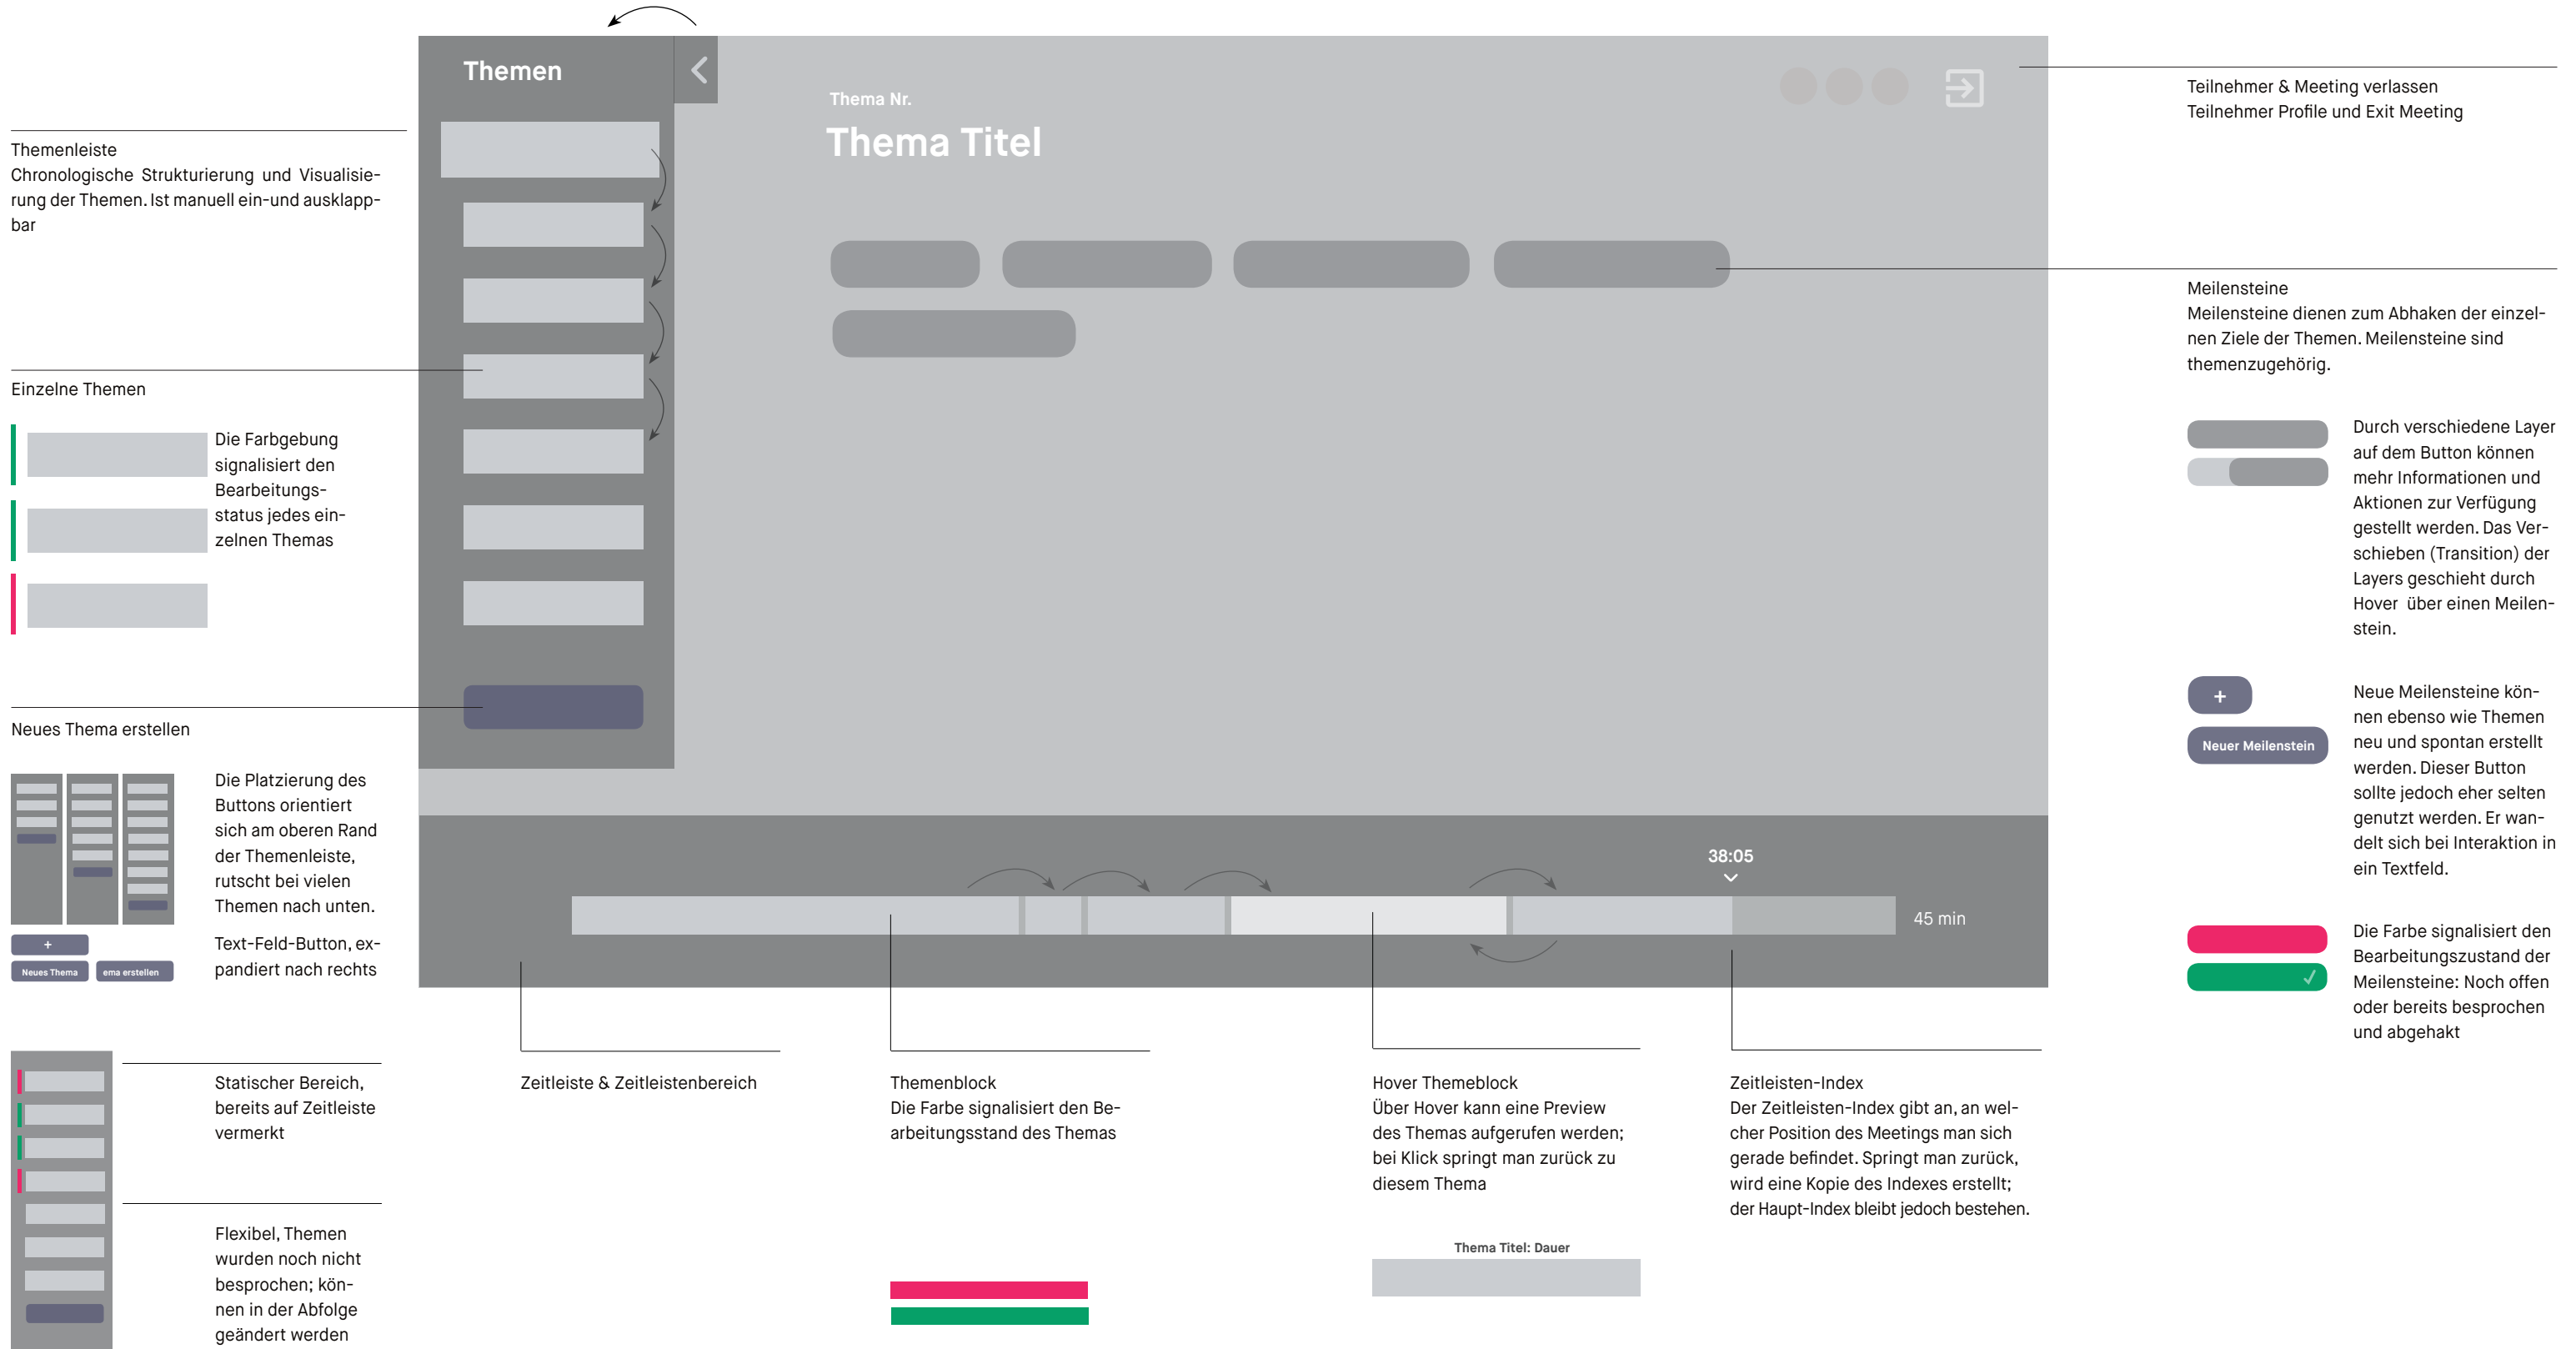 Themen
Thema Nr.
Thema Titel
Themenleiste
Chronologische Strukturierung und Visualisie-
rung der Themen. Ist manuell ein-und ausklapp-
bar
Einzelne Themen
Die Farbgebung
signalisiert den
Bearbeitungs-
status jedes ein-
zelnen Themas
Neues Thema erstellen
Die Platzierung des
Buttons orientiert
sich am oberen Rand
der Themenleiste,
rutscht bei vielen
Themen nach unten.
+
Neues Thema
ema erstellen
Text-Feld-Button, ex-
pandiert nach rechts
Statischer Bereich,
bereits auf Zeitleiste
vermerkt
Flexibel, Themen
wurden noch nicht
besprochen; kön-
nen in der Abfolge
geändert werden
38:05
45 min
Zeitleiste & Zeitleistenbereich
Themenblock
Die Farbe signalisiert den Be-
arbeitungsstand des Themas
Hover Themeblock
Über Hover kann eine Preview
des Themas aufgerufen werden;
bei Klick springt man zurück zu
diesem Thema
Thema Titel: Dauer
Zeitleisten-Index
Der Zeitleisten-Index gibt an, an wel-
cher Position des Meetings man sich
gerade befindet. Springt man zurück,
wird eine Kopie des Indexes erstellt;
der Haupt-Index bleibt jedoch bestehen.
Teilnehmer & Meeting verlassen
Teilnehmer Profile und Exit Meeting
Meilensteine
Meilensteine dienen zum Abhaken der einzel-
nen Ziele der Themen. Meilensteine sind
themenzugehörig.
Durch verschiedene Layer
auf dem Button können
mehr Informationen und
Aktionen zur Verfügung
gestellt werden. Das Ver-
schieben (Transition) der
Layers geschieht durch
Hover über einen Meilen-
stein.
+
Neuer Meilenstein
Neue Meilensteine kön-
nen ebenso wie Themen
neu und spontan erstellt
werden. Dieser Button
sollte jedoch eher selten
genutzt werden. Er wan-
delt sich bei Interaktion in
ein Textfeld.
Die Farbe signalisiert den
Bearbeitungszustand der
Meilensteine: Noch offen
oder bereits besprochen
und abgehakt